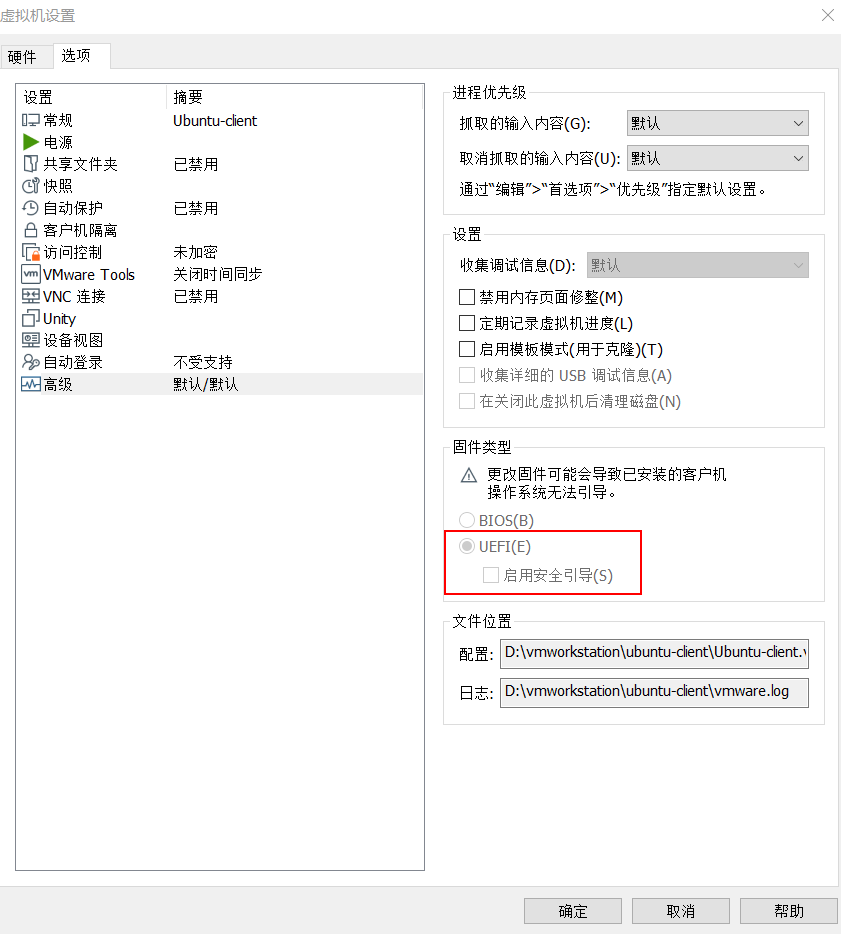 虚拟机设置
硬件
选项
设置
摘要
常规
Ubuntu-client
电源
共享文件夹
已禁用
快照
自动保护
已禁用
客户机隔离
访问控制
未加密
vm
VMware Tools
关闭时间同步
VNC 连接
已禁用
Unity
设备视图
自动登录
不受支持
高级
默认/默认
进程优先级
抓取的输入内容(G):
默认
取消抓取的输入内容(U):
默认
通过“编辑”>“首选项”>“优先级”指定默认设置。
设置
收集调试信息(D):
默认
禁用内存页面修整(M)
定期记录虚拟机进度(L)
启用模板模式(用于克隆)(T)
收集详细的 USB 调试信息(A)
在关闭此虚拟机后清理磁盘(N)
固件类型
更改固件可能会导致已安装的客户机
操作系统无法引导。
BIOS(B)
UEFI(E)
启用安全引导(S)
文件位置
配置:
D:\vmworkstation\ubuntu-client\Ubuntu-client.v
日志:
D:\vmworkstation\ubuntu-client\vmware.log
确定
取消
帮助